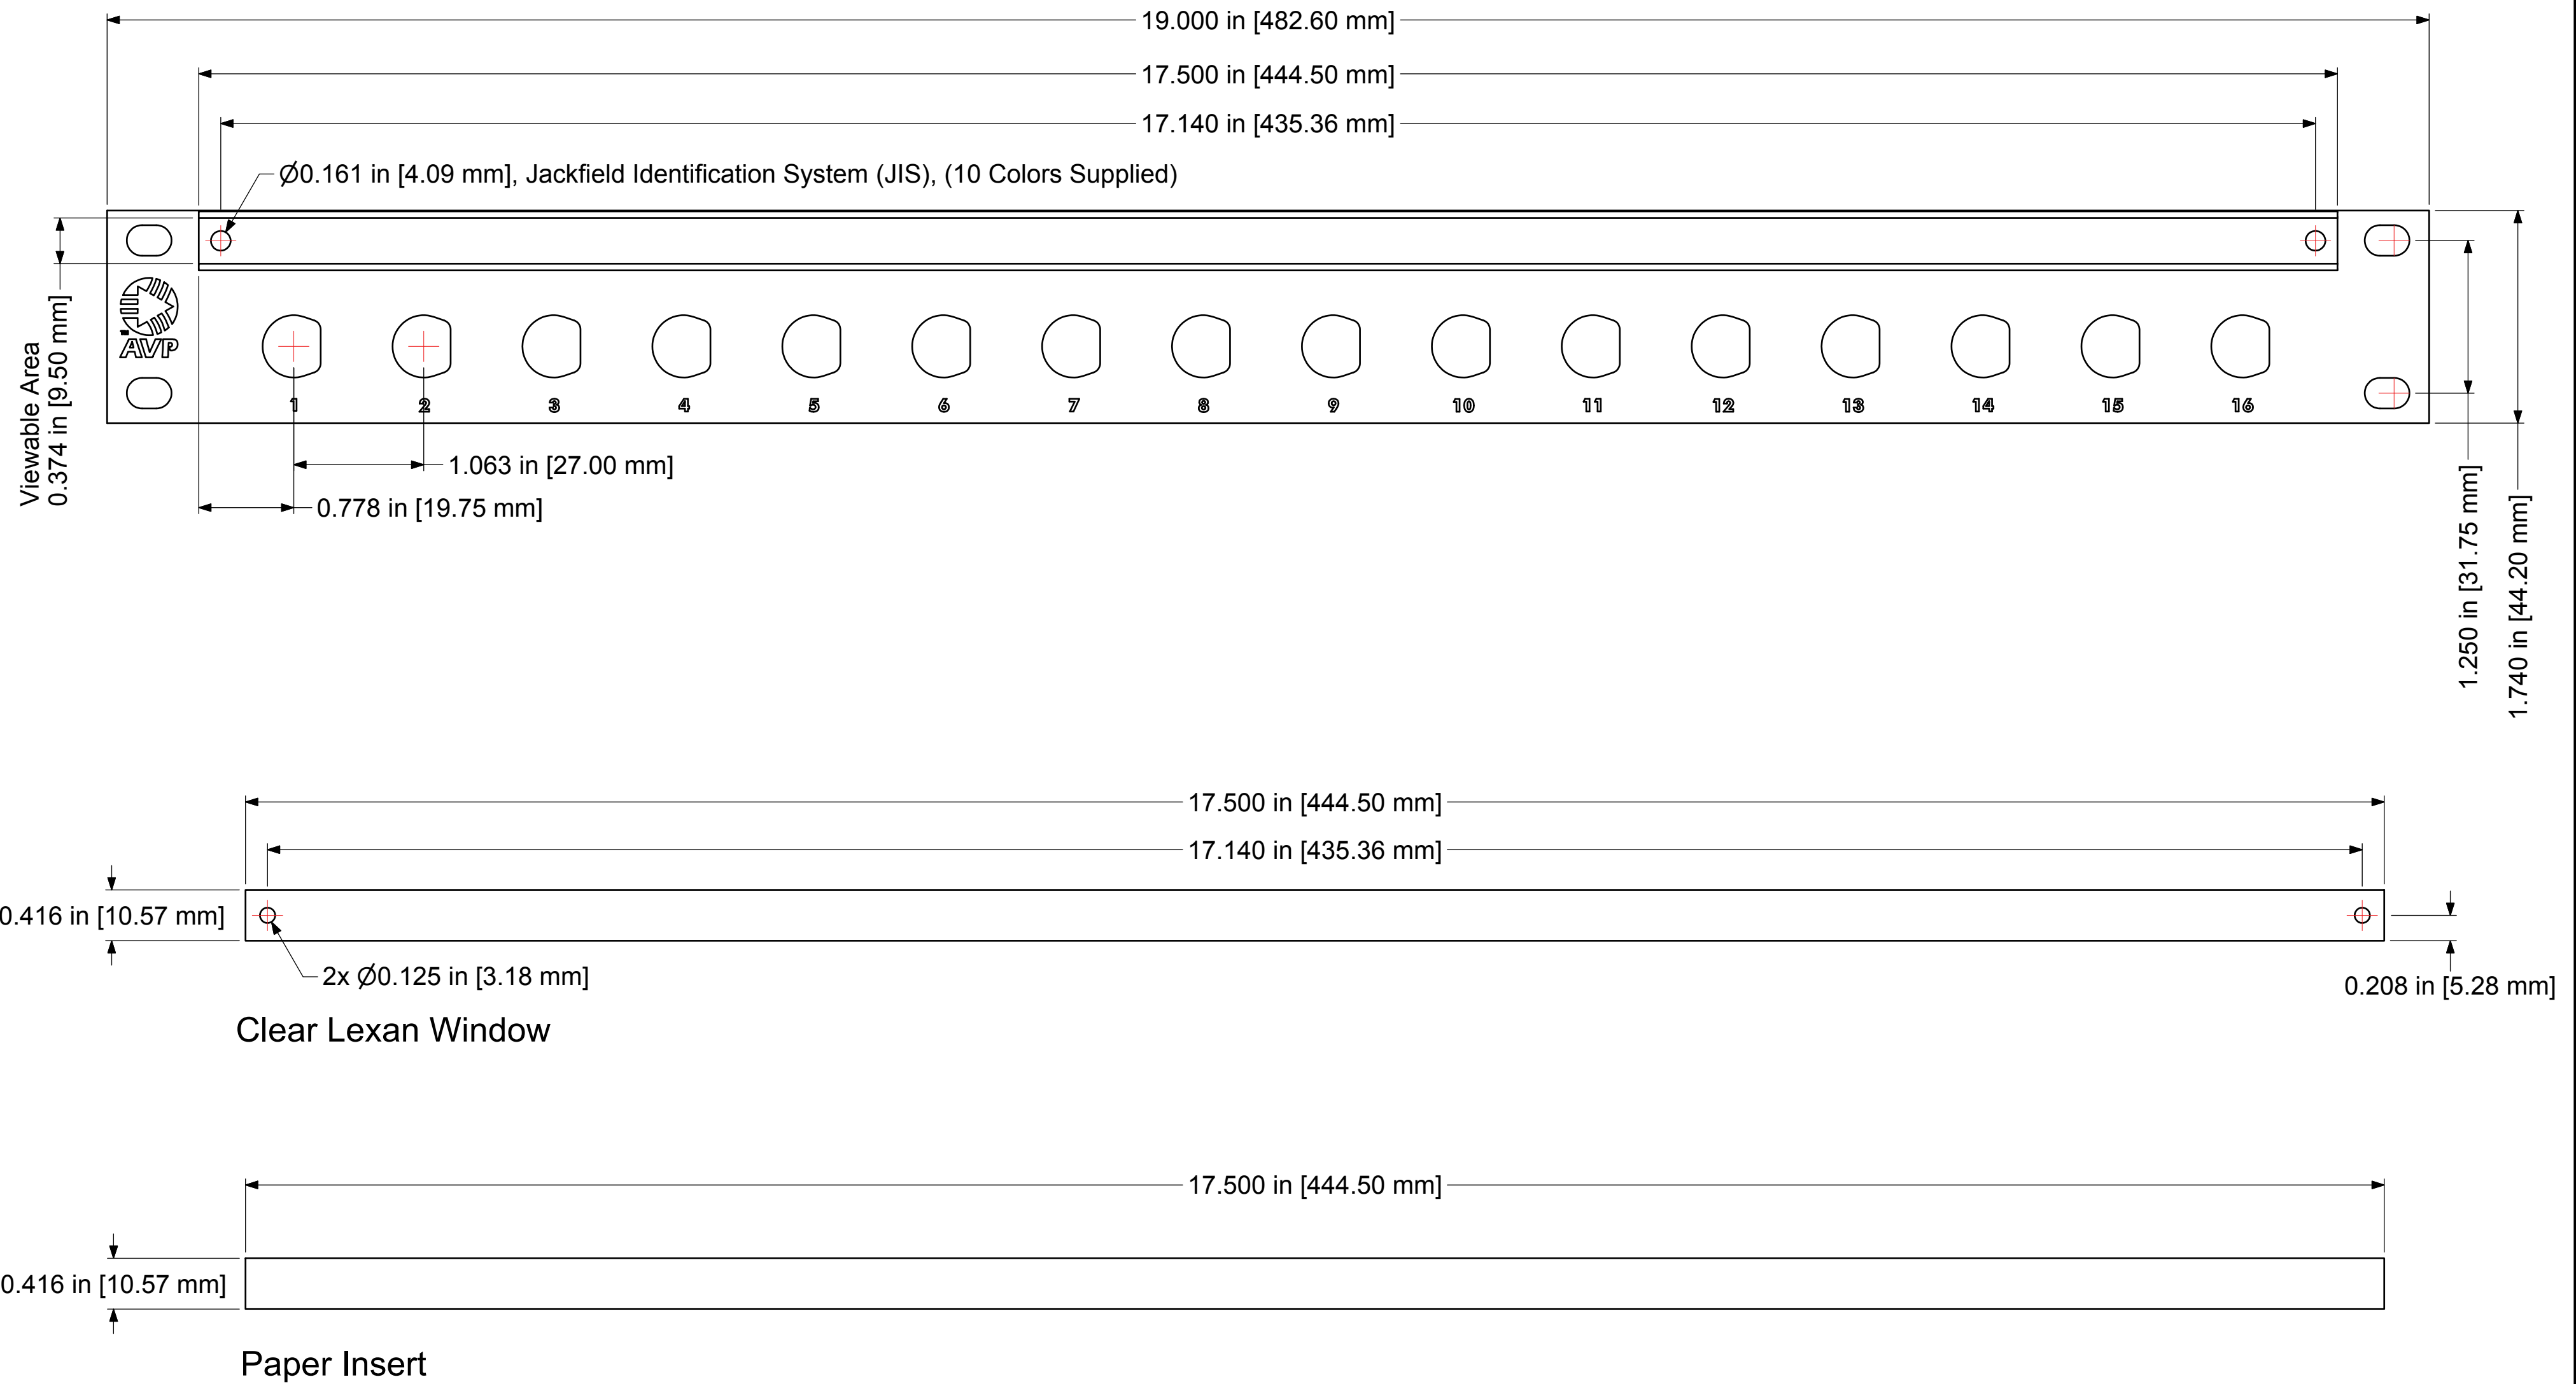 19.000 in [482.60 mm]
17.500 in [444.50 mm]
17.140 in [435.36 mm]
Ø0.161 in [4.09 mm], Jackfield Identification System (JIS), (10 Colors Supplied)
Viewable Area
0.374 in [9.50 mm]
AVP
1 2 3 4 5 6 7 8 9 10 11 12 13 14 15 16
1.063 in [27.00 mm]
0.778 in [19.75 mm]
1.250 in [31.75 mm]
1.740 in [44.20 mm]
17.500 in [444.50 mm]
17.140 in [435.36 mm]
0.416 in [10.57 mm]
2x Ø0.125 in [3.18 mm]
0.208 in [5.28 mm]
Clear Lexan Window
17.500 in [444.50 mm]
0.416 in [10.57 mm]
Paper Insert